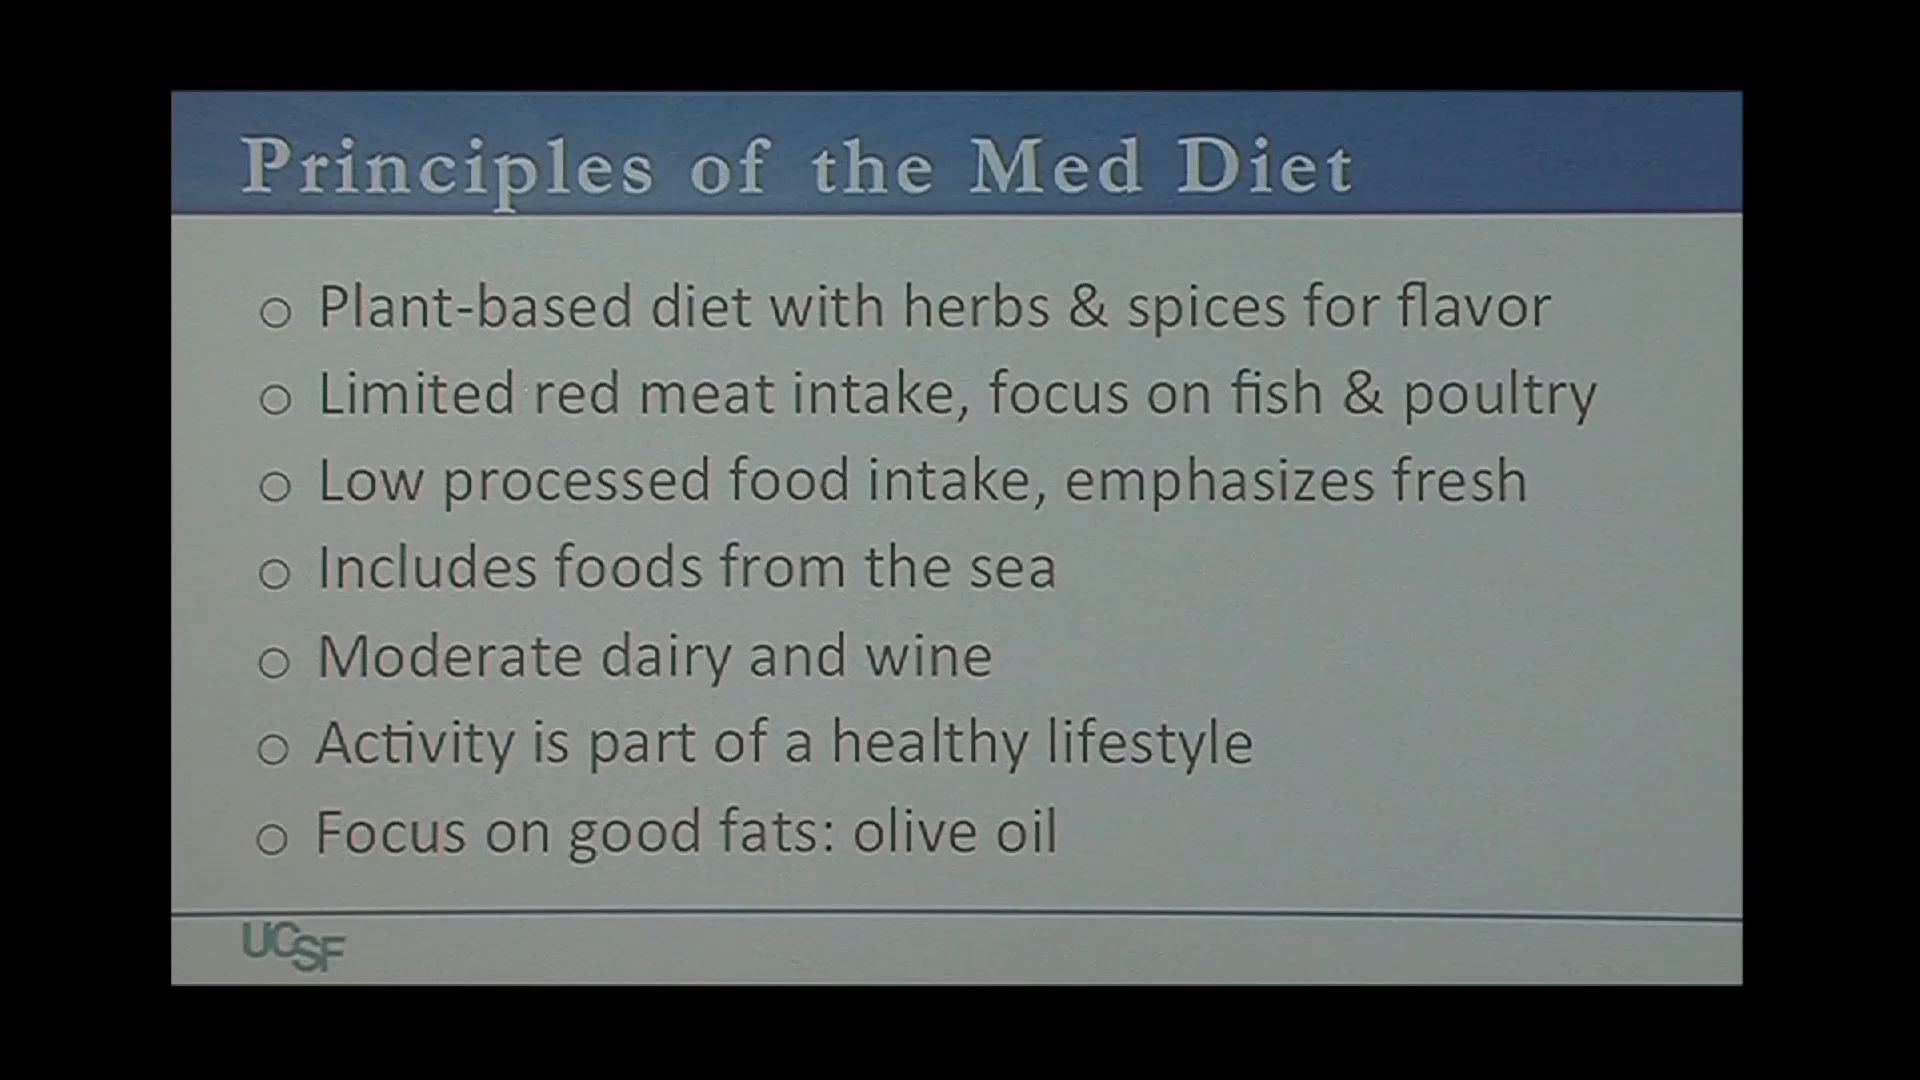 Principles of the Med Diet
Plant-based diet with herbs & spices for flavor
Limited red meat intake, focus on fish & poultry
Low processed food intake, emphasizes fresh
Includes foods from the sea
Moderate dairy and wine
Activity is part of a healthy lifestyle
Focus on good fats: olive oil
UCSF